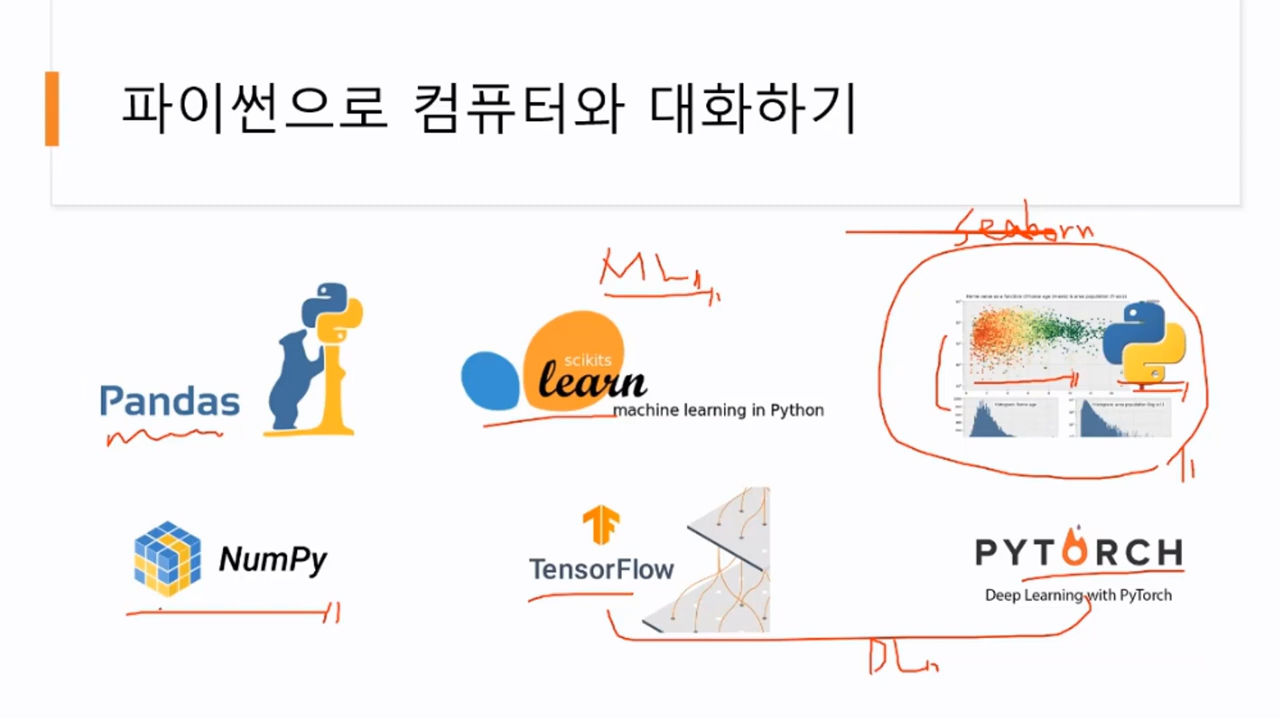 파이썬으로 컴퓨터와 대화하기
Seaborn
ML
Pandas
scikits
learn
machine learning in Python
NumPy
TensorFlow
PYTORCH
Deep Learning with PyTorch
DL